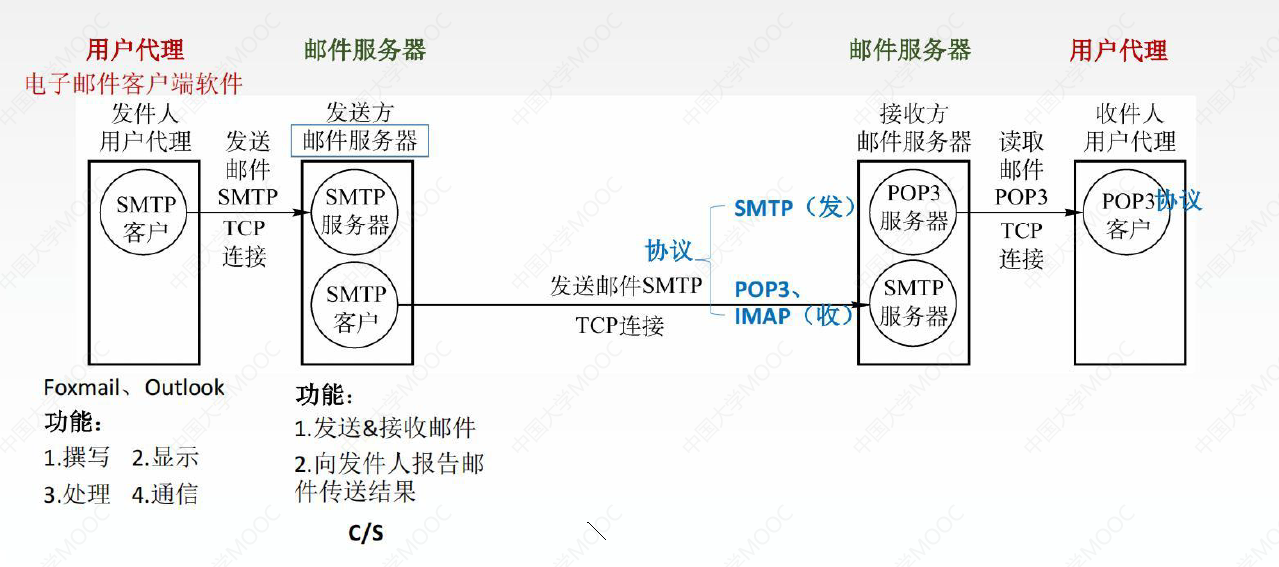 用户代理
邮件服务器
邮件服务器
用户代理
电子邮件客户端软件
发件人
用户代理
发送
邮件
SMTP
TCP
连接
发送方
邮件服务器
接收方
邮件服务器
读取
邮件
POP3
TCP
连接
收件人
用户代理
SMTP
客户
SMTP
服务器
SMTP
客户
协议
SMTP（发）
POP3、
IMAP（收）
发送邮件SMTP
TCP连接
POP3
服务器
SMTP
服务器
POP3
客户
协议
Foxmail、Outlook
功能：
1.撰写 2.显示
3.处理 4.通信
功能：
1.发送&接收邮件
2.向发件人报告邮
件传送结果
C/S
中国大学MOOC